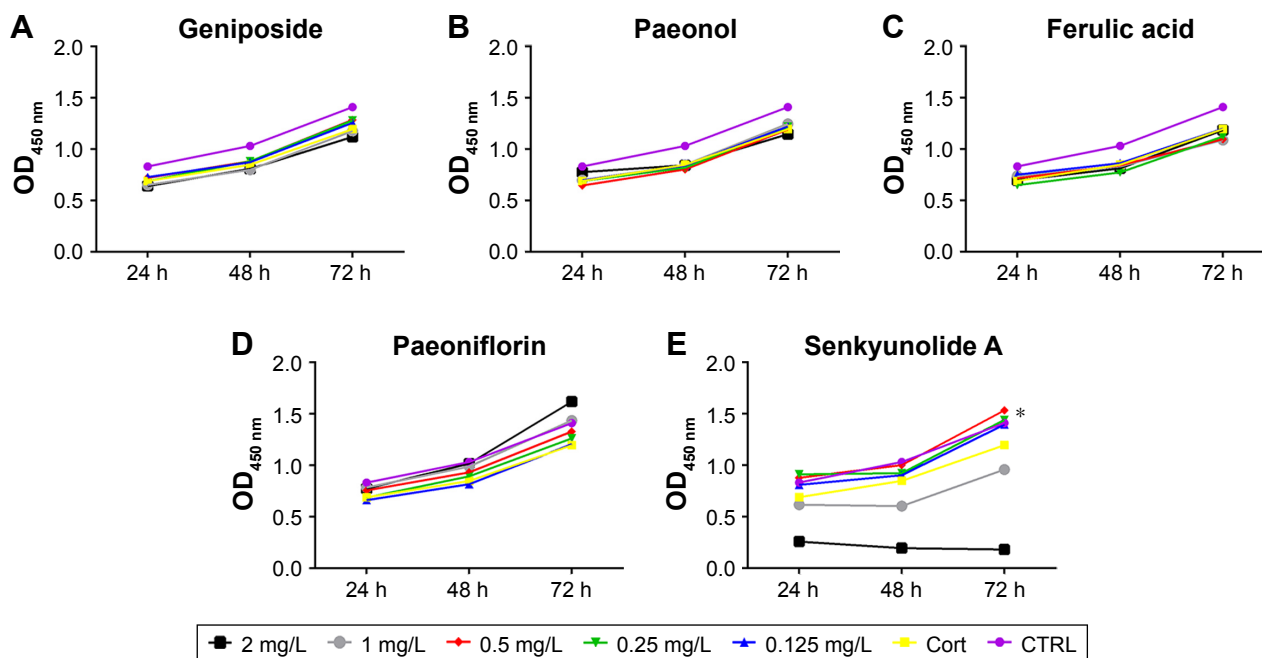 A Geniposide
OD450 nm
2.0
1.5
1.0
0.5
0.0
24 h 48 h 72 h
B Paeonol
OD450 nm
2.0
1.5
1.0
0.5
0.0
24 h 48 h 72 h
C Ferulic acid
OD450 nm
2.0
1.5
1.0
0.5
0.0
24 h 48 h 72 h
D Paeoniflorin
OD450 nm
2.0
1.5
1.0
0.5
0.0
24 h 48 h 72 h
E Senkyunolide A
OD450 nm
2.0
1.5
1.0
0.5
0.0
*
24 h 48 h 72 h
2 mg/L 1 mg/L 0.5 mg/L 0.25 mg/L 0.125 mg/L Cort CTRL